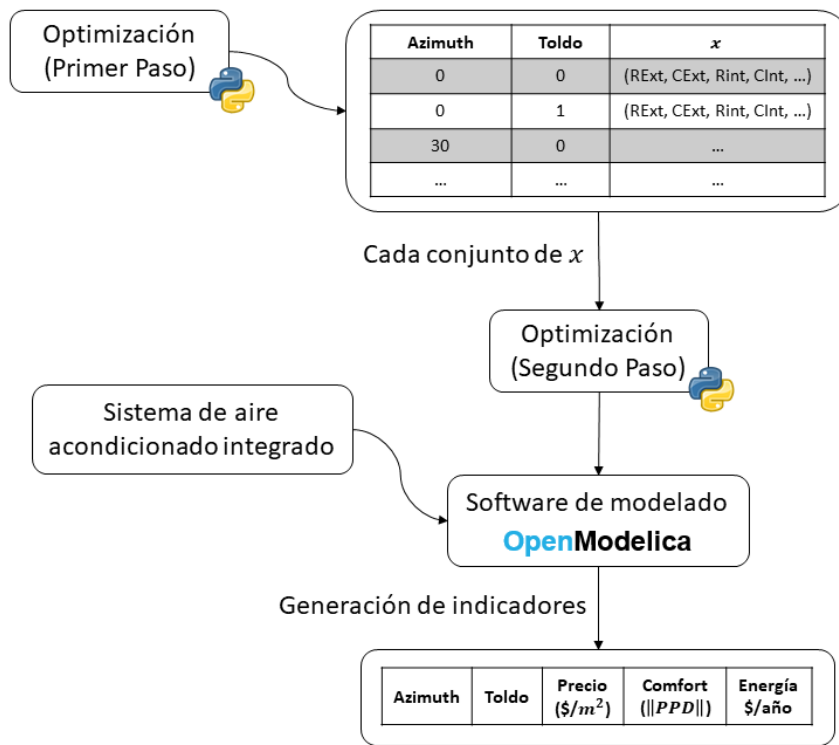 Optimización
(Primer Paso)
Azimuth Toldo x
0 0 (RExt, CExt, Rint, CInt, ...)
0 1 (RExt, CExt, Rint, CInt, ...)
30 0 ...
... ... ...
Cada conjunto de x
Optimización
(Segundo Paso)
Sistema de aire
acondicionado integrado
Software de modelado
OpenModelica
Generación de indicadores
Azimuth Toldo Precio ($/m²) Comfort (‖PPD‖) Energía $/año